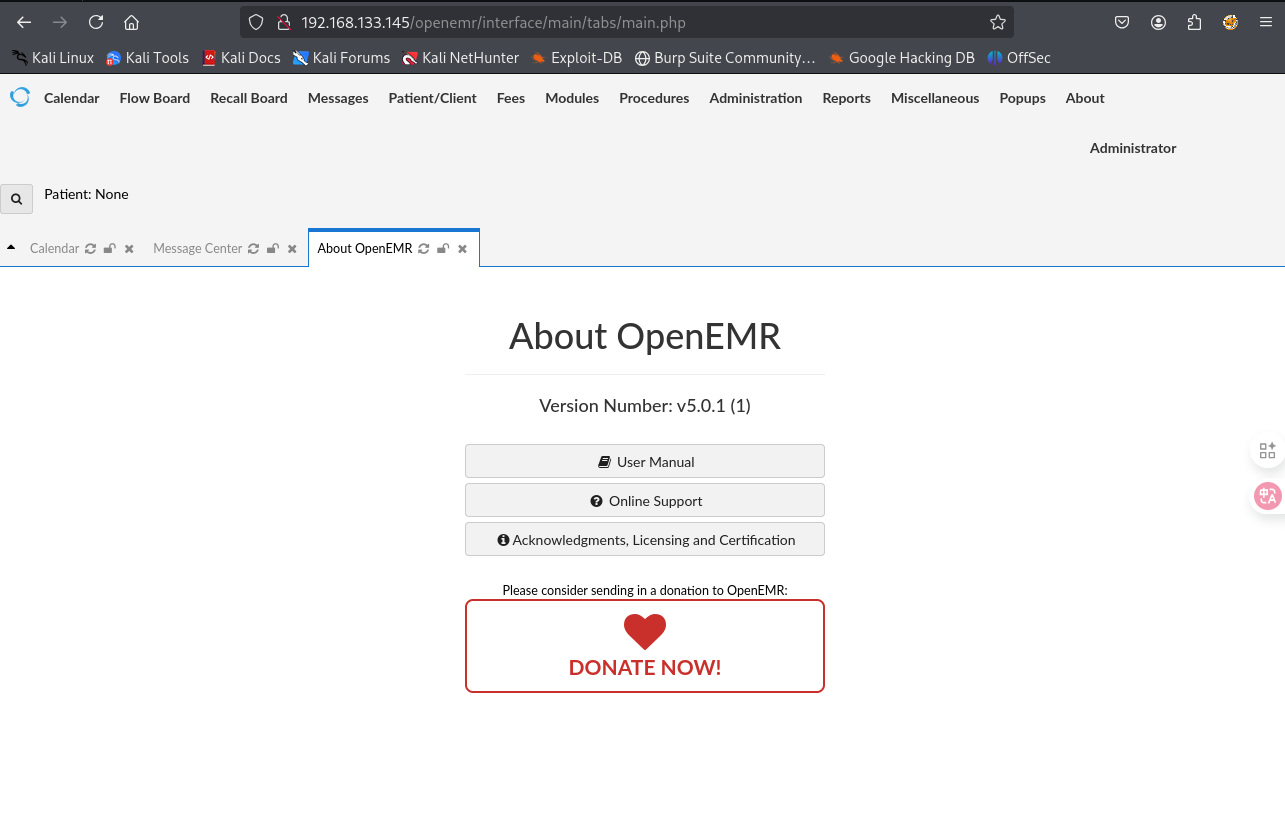 192.168.133.145/openemr/interface/main/tabs/main.php
Kali Linux Kali Tools Kali Docs Kali Forums Kali NetHunter Exploit-DB Burp Suite Community… Google Hacking DB OffSec
Calendar Flow Board Recall Board Messages Patient/Client Fees Modules Procedures Administration Reports Miscellaneous Popups About
Administrator
Patient: None
Calendar Message Center About OpenEMR
About OpenEMR
Version Number: v5.0.1 (1)
User Manual
Online Support
Acknowledgments, Licensing and Certification
Please consider sending in a donation to OpenEMR:
DONATE NOW!
中A